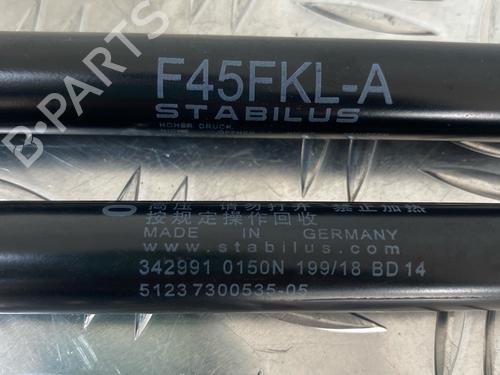 F45FKL-A
STABILUS
HOHER DRUCK
高压 请勿打开 禁止加热
按规定操作回收
MADE IN GERMANY
www.stabilus.com
342991 0150N 199/18 BD 14
5123 7300535-05
B-Parts